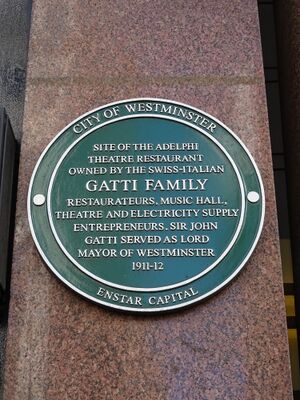 CITY OF WESTMINSTER
SITE OF THE ADELPHI
THEATRE RESTAURANT
OWNED BY THE SWISS-ITALIAN
GATTI FAMILY
RESTAURATEURS, MUSIC HALL,
THEATRE AND ELECTRICITY SUPPLY
ENTREPRENEURS, SIR JOHN
GATTI SERVED AS LORD
MAYOR OF WESTMINSTER
1911-12
ENSTAR CAPITAL